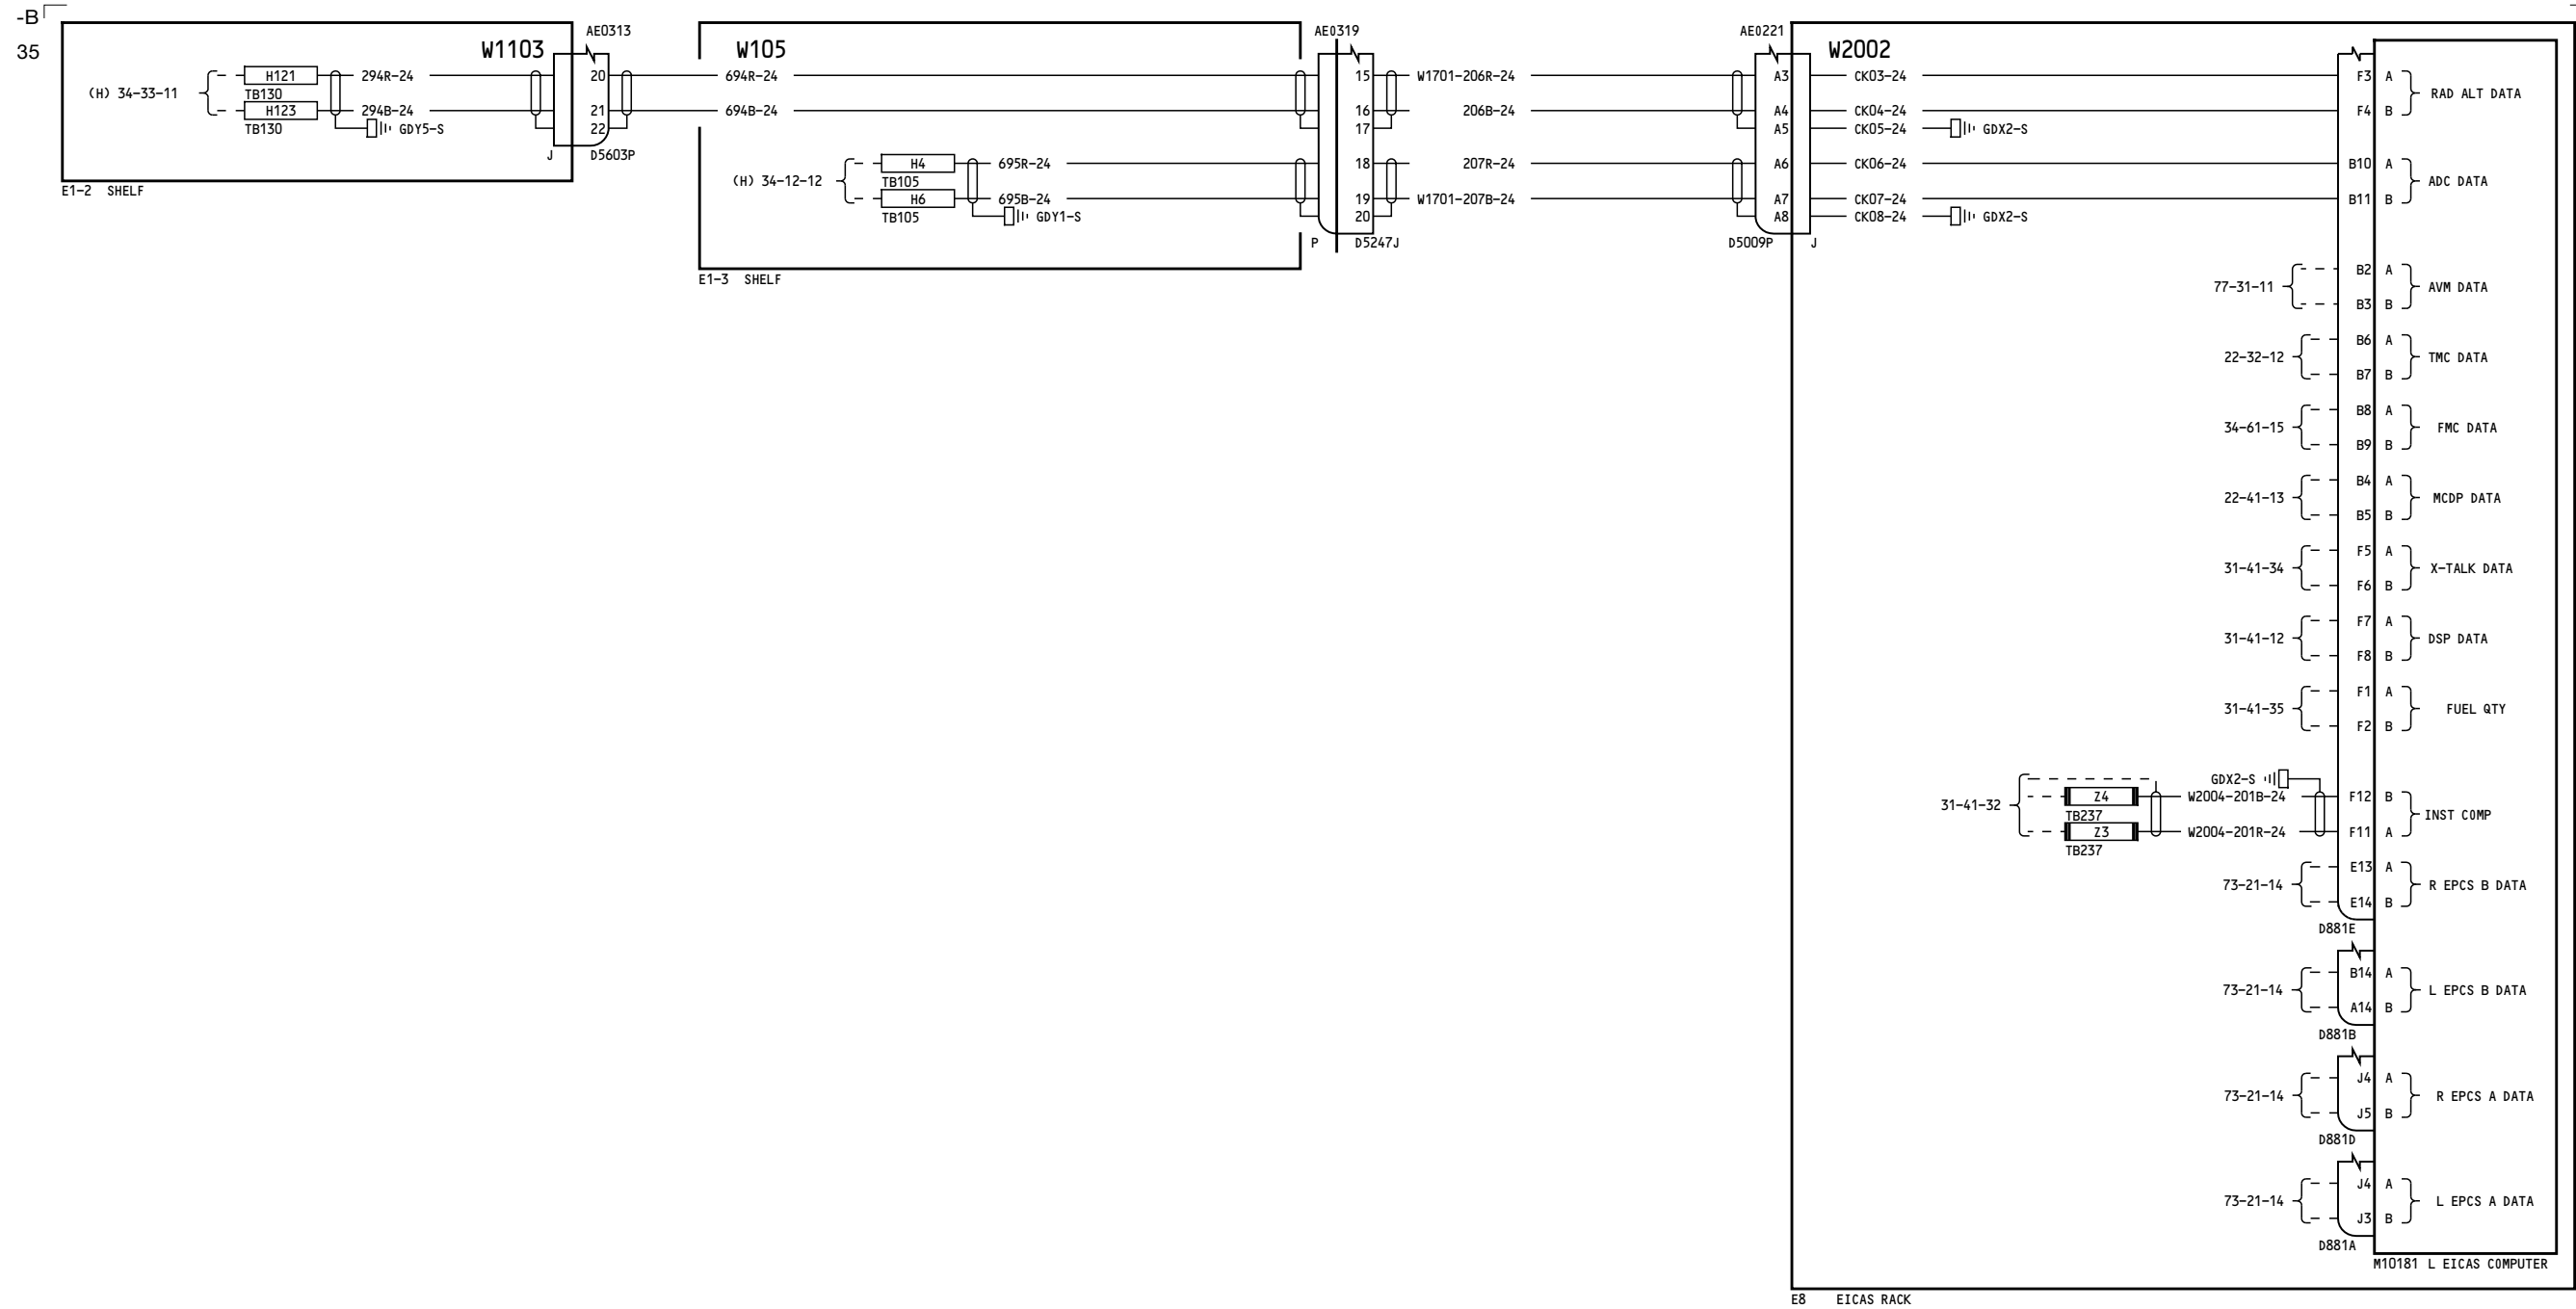 -B
35
AE0313
AE0319
AE0221
W1103
W105
W2002
(H) 34-33-11
H121
TB130
294R-24
20
694R-24
15
W1701-206R-24
A3
CK03-24
F3 A
H123
TB130
294B-24
21
694B-24
16
206B-24
A4
CK04-24
F4 B
RAD ALT DATA
GDY5-S
22
17
A5
CK05-24
GDX2-S
J
D5603P
E1-2 SHELF
(H) 34-12-12
H4
TB105
695R-24
18
207R-24
A6
CK06-24
B10 A
H6
TB105
695B-24
19
W1701-207B-24
A7
CK07-24
B11 B
ADC DATA
GDY1-S
20
A8
CK08-24
GDX2-S
P
D5247J
D5009P
J
E1-3 SHELF
B2 A
77-31-11
AVM DATA
B3 B
B6 A
22-32-12
TMC DATA
B7 B
B8 A
34-61-15
FMC DATA
B9 B
B4 A
22-41-13
MCDP DATA
B5 B
F5 A
31-41-34
X-TALK DATA
F6 B
F7 A
31-41-12
DSP DATA
F8 B
F1 A
31-41-35
FUEL QTY
F2 B
GDX2-S
31-41-32
Z4
TB237
W2004-201B-24
F12 B
INST COMP
Z3
TB237
W2004-201R-24
F11 A
E13 A
73-21-14
R EPCS B DATA
E14 B
D881E
B14 A
73-21-14
L EPCS B DATA
A14 B
D881B
J4 A
73-21-14
R EPCS A DATA
J5 B
D881D
J4 A
73-21-14
L EPCS A DATA
J3 B
D881A
M10181 L EICAS COMPUTER
E8 EICAS RACK